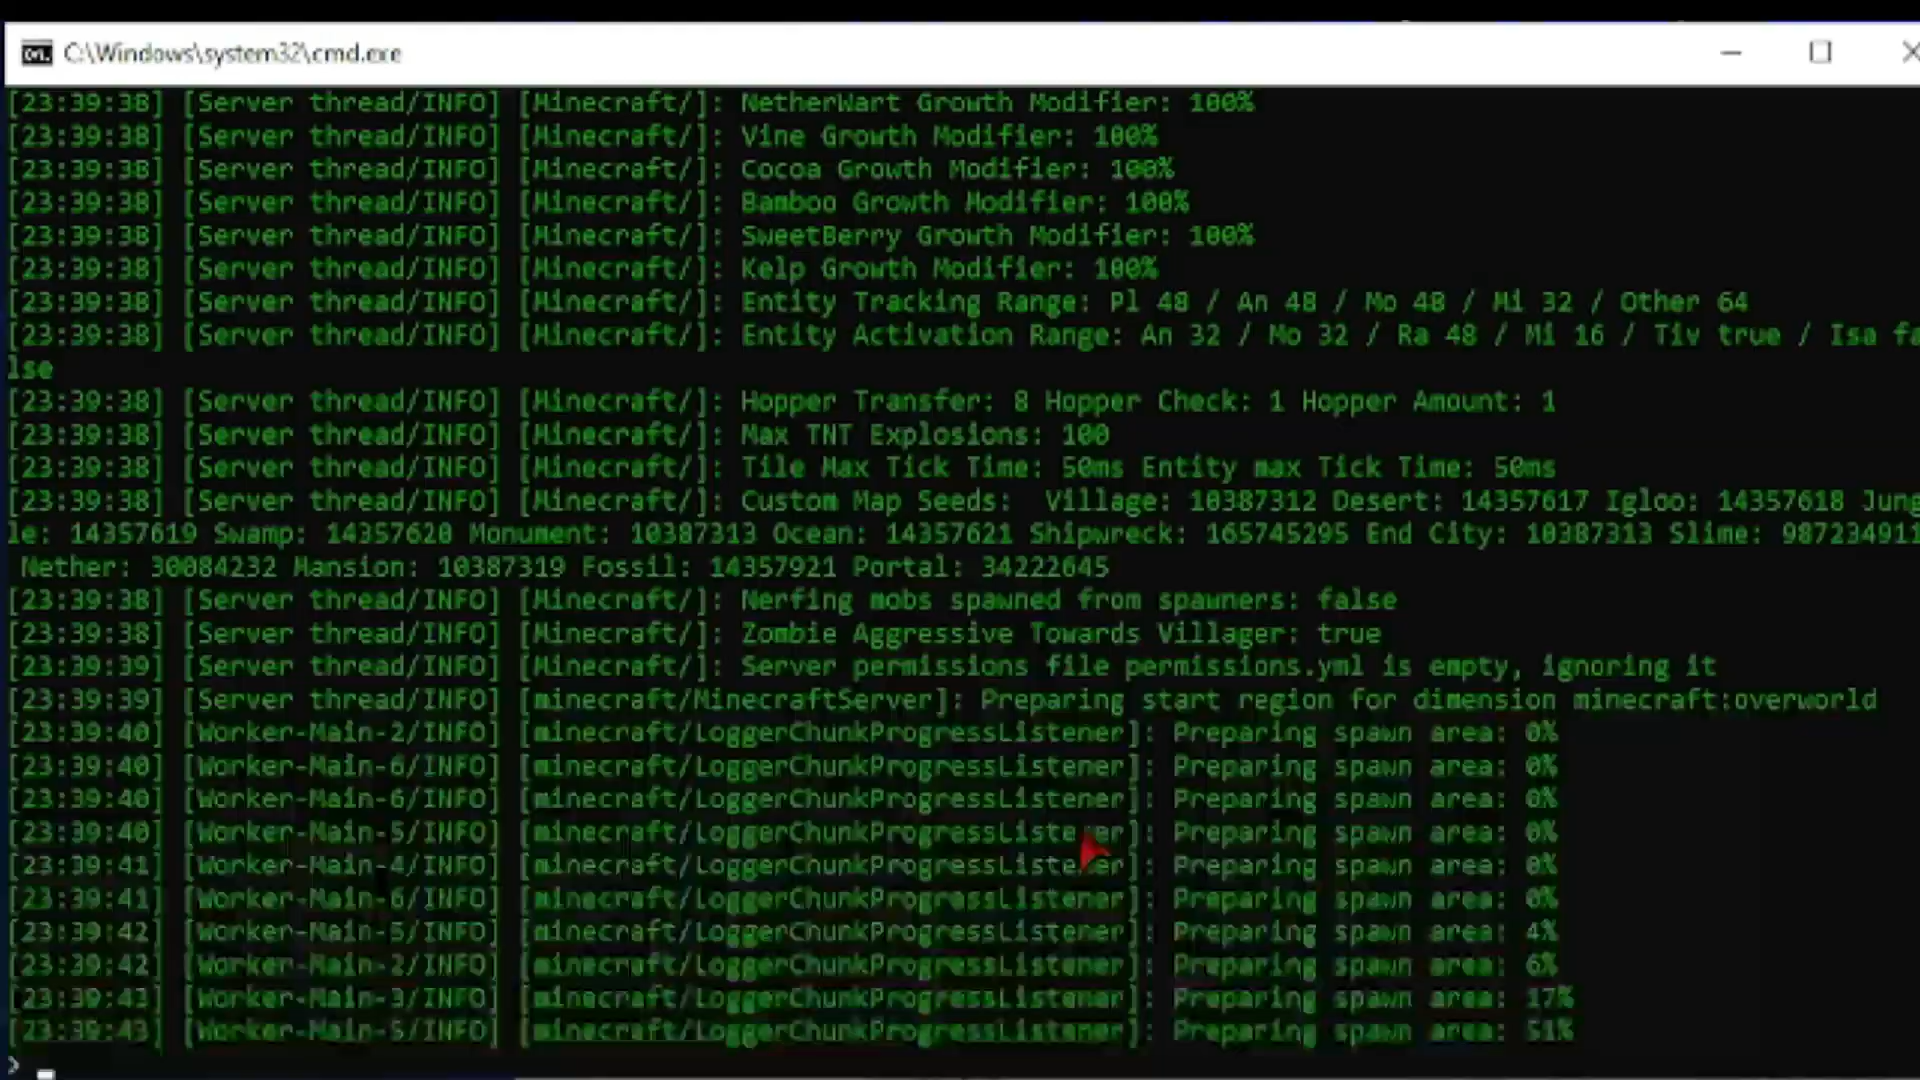 C:\Windows\system32\cmd.exe
[23:39:38] [Server thread/INFO] [Minecraft/]: NetherWart Growth Modifier: 100%
[23:39:38] [Server thread/INFO] [Minecraft/]: Vine Growth Modifier: 100%
[23:39:38] [Server thread/INFO] [Minecraft/]: Cocoa Growth Modifier: 100%
[23:39:38] [Server thread/INFO] [Minecraft/]: Bamboo Growth Modifier: 100%
[23:39:38] [Server thread/INFO] [Minecraft/]: SweetBerry Growth Modifier: 100%
[23:39:38] [Server thread/INFO] [Minecraft/]: Kelp Growth Modifier: 100%
[23:39:38] [Server thread/INFO] [Minecraft/]: Entity Tracking Range: Pl 48 / An 48 / Mo 48 / Mi 32 / Other 64
[23:39:38] [Server thread/INFO] [Minecraft/]: Entity Activation Range: An 32 / Mo 32 / Ra 48 / Mi 16 / Tiv true / Isa fa
lse
[23:39:38] [Server thread/INFO] [Minecraft/]: Hopper Transfer: 8 Hopper Check: 1 Hopper Amount: 1
[23:39:38] [Server thread/INFO] [Minecraft/]: Max TNT Explosions: 100
[23:39:38] [Server thread/INFO] [Minecraft/]: Tile Max Tick Time: 50ms Entity max Tick Time: 50ms
[23:39:38] [Server thread/INFO] [Minecraft/]: Custom Map Seeds:  Village: 10387312 Desert: 14357617 Igloo: 14357618 Jung
le: 14357619 Swamp: 14357620 Monument: 10387313 Ocean: 14357621 Shipwreck: 165745295 End City: 10387313 Slime: 987234911
Nether: 30084232 Mansion: 10387319 Fossil: 14357921 Portal: 34222645
[23:39:38] [Server thread/INFO] [Minecraft/]: Nerfing mobs spawned from spawners: false
[23:39:38] [Server thread/INFO] [Minecraft/]: Zombie Aggressive Towards Villager: true
[23:39:39] [Server thread/INFO] [Minecraft/]: Server permissions file permissions.yml is empty, ignoring it
[23:39:39] [Server thread/INFO] [minecraft/MinecraftServer]: Preparing start region for dimension minecraft:overworld
[23:39:40] [Worker-Main-2/INFO] [minecraft/LoggerChunkProgressListener]: Preparing spawn area: 0%
[23:39:40] [Worker-Main-6/INFO] [minecraft/LoggerChunkProgressListener]: Preparing spawn area: 0%
[23:39:40] [Worker-Main-6/INFO] [minecraft/LoggerChunkProgressListener]: Preparing spawn area: 0%
[23:39:40] [Worker-Main-5/INFO] [minecraft/LoggerChunkProgressListener]: Preparing spawn area: 0%
[23:39:41] [Worker-Main-4/INFO] [minecraft/LoggerChunkProgressListener]: Preparing spawn area: 0%
[23:39:41] [Worker-Main-6/INFO] [minecraft/LoggerChunkProgressListener]: Preparing spawn area: 0%
[23:39:42] [Worker-Main-5/INFO] [minecraft/LoggerChunkProgressListener]: Preparing spawn area: 4%
[23:39:42] [Worker-Main-2/INFO] [minecraft/LoggerChunkProgressListener]: Preparing spawn area: 6%
[23:39:43] [Worker-Main-3/INFO] [minecraft/LoggerChunkProgressListener]: Preparing spawn area: 17%
[23:39:43] [Worker-Main-5/INFO] [minecraft/LoggerChunkProgressListener]: Preparing spawn area: 51%
>